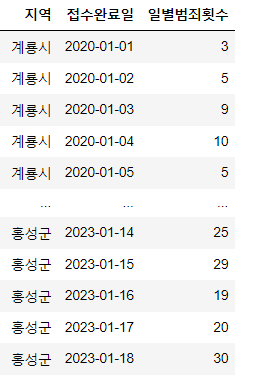 지역 접수완료일 일별범죄횟수
계룡시 2020-01-01 3
계룡시 2020-01-02 5
계룡시 2020-01-03 9
계룡시 2020-01-04 10
계룡시 2020-01-05 5
... ... ...
홍성군 2023-01-14 25
홍성군 2023-01-15 29
홍성군 2023-01-16 19
홍성군 2023-01-17 20
홍성군 2023-01-18 30